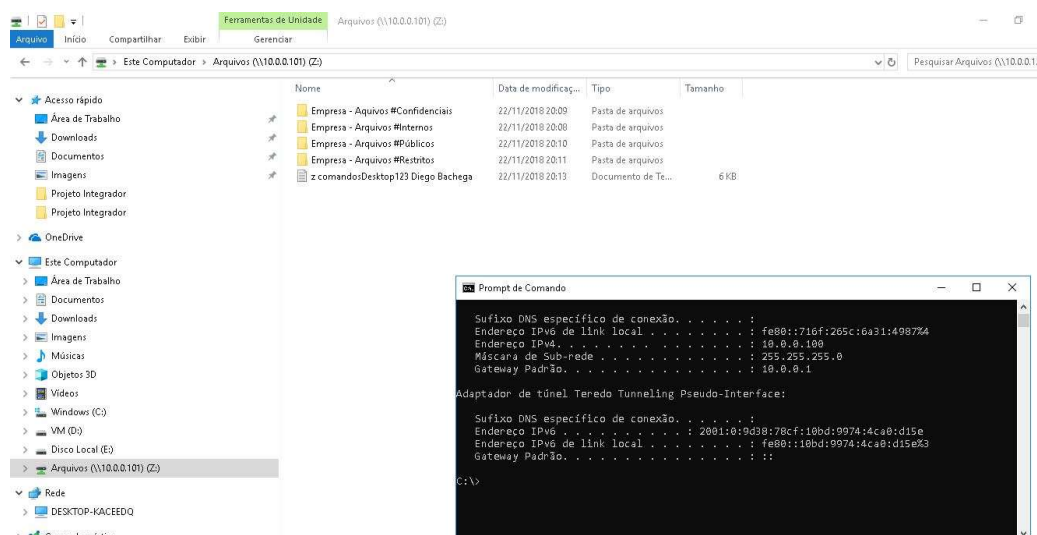 Ferramentas de Unidade Arquivos (\\10.0.0.101) (Z:)
Arquivo Início Compartilhar Exibir Gerenciar
Este Computador > Arquivos (\\10.0.0.101) (Z:) Pesquisar Arquivos (\\10.0.0.1
Nome Data de modificaç... Tipo Tamanho
Acesso rápido
Área de Trabalho
Downloads
Documentos
Imagens
Projeto Integrador
Projeto Integrador
OneDrive
Este Computador
Área de Trabalho
Documentos
Downloads
Imagens
Músicas
Objetos 3D
Vídeos
Windows (C:)
VM (D:)
Disco Local (E:)
Arquivos (\\10.0.0.101) (Z:)
Rede
DESKTOP-KACEEDQ
Empresa - Aquivos #Confidenciais 22/11/2018 20:09 Pasta de arquivos
Empresa - Arquivos #Internos 22/11/2018 20:08 Pasta de arquivos
Empresa - Arquivos #Públicos 22/11/2018 20:10 Pasta de arquivos
Empresa - Arquivos #Restritos 22/11/2018 20:11 Pasta de arquivos
z comandosDesktop123 Diego Bachega 22/11/2018 20:13 Documento de Te... 6 KB
Prompt de Comando
Sufixo DNS específico de conexão. . . . . . :
Endereço IPv6 de link local . . . . . . . . : fe80::716f:265c:6a31:4987%4
Endereço IPv4. . . . . . . . . . . . . . . : 10.0.0.100
Máscara de Sub-rede . . . . . . . . . . . . : 255.255.255.0
Gateway Padrão. . . . . . . . . . . . . . . : 10.0.0.1
Adaptador de túnel Teredo Tunneling Pseudo-Interface:
Sufixo DNS específico de conexão. . . . . . :
Endereço IPv6 . . . . . . . . . . : 2001:0:9d38:78cf:10bd:9974:4ca0:d15e
Endereço IPv6 de link local . . . . . . . . : fe80::10bd:9974:4ca0:d15e%3
Gateway Padrão. . . . . . . . . . . . . . . : ::
C:\>